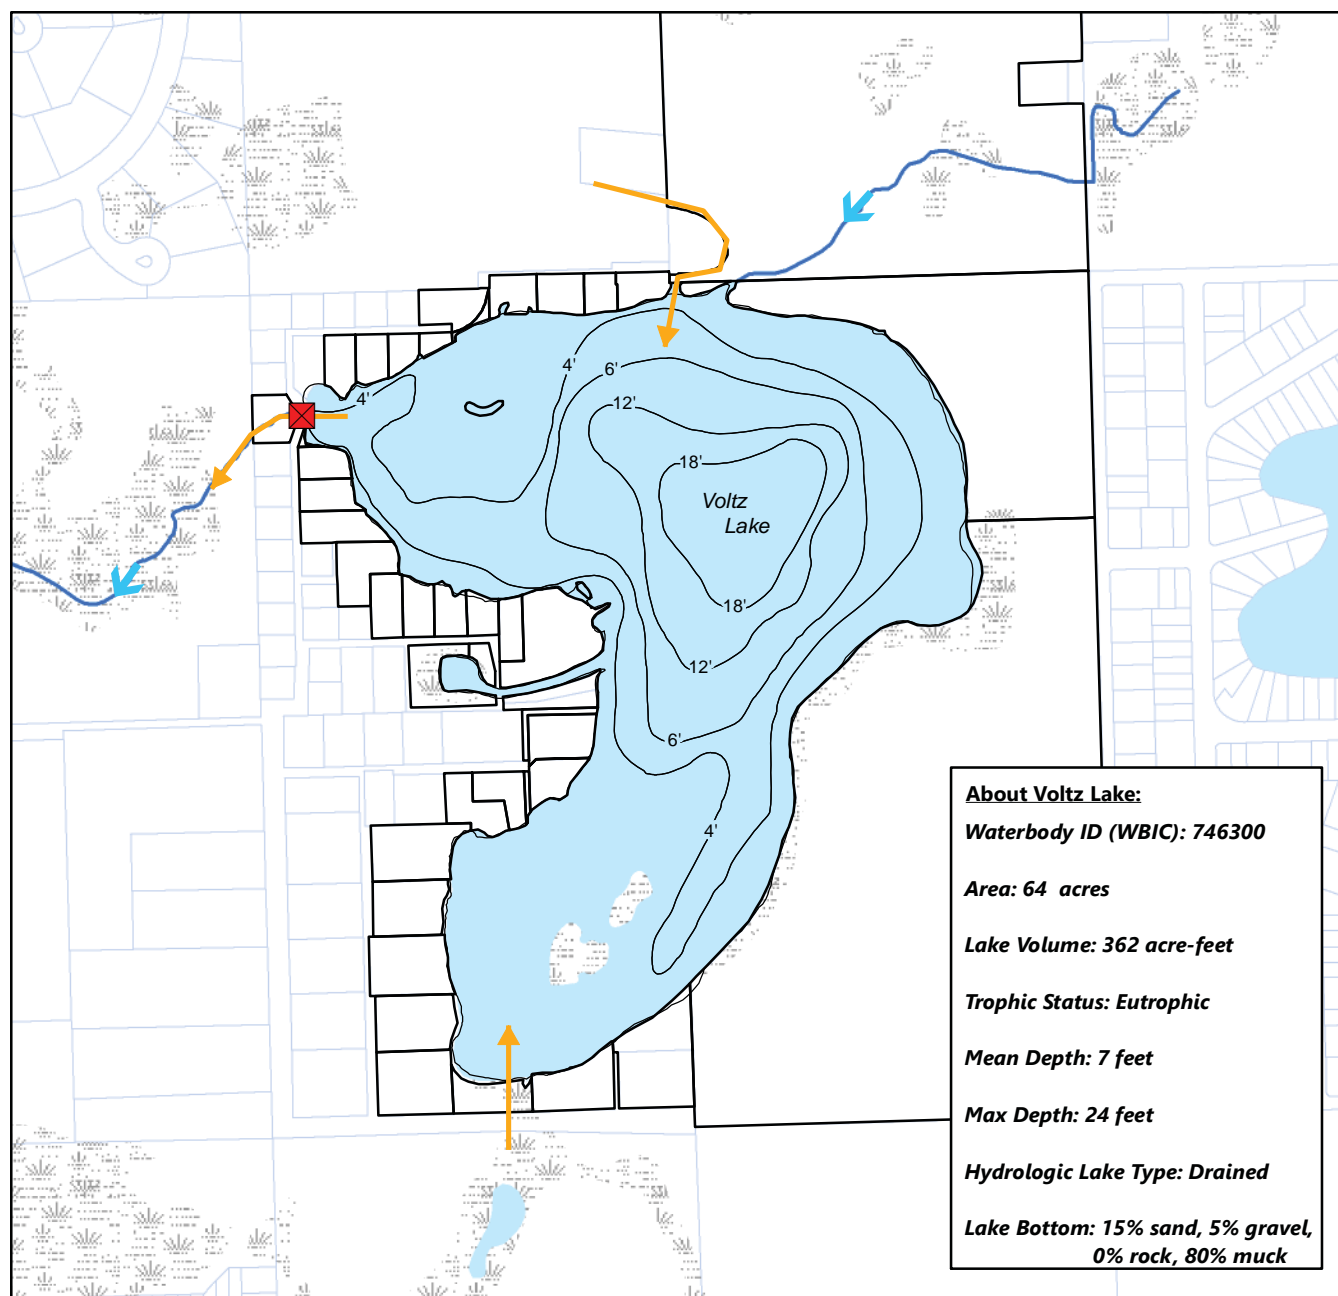 4'
6'
4'
12'
18'
Voltz
Lake
18'
12'
6'
4'
About Voltz Lake:
Waterbody ID (WBIC): 746300
Area: 64 acres
Lake Volume: 362 acre-feet
Trophic Status: Eutrophic
Mean Depth: 7 feet
Max Depth: 24 feet
Hydrologic Lake Type: Drained
Lake Bottom: 15% sand, 5% gravel,
0% rock, 80% muck